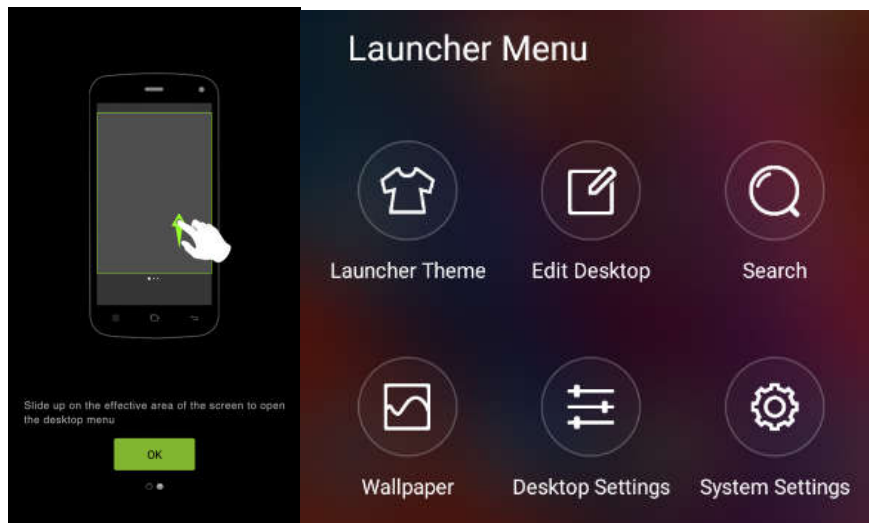 Slide up on the effective area of the screen to open
the desktop menu
OK
Launcher Menu
Launcher Theme
Edit Desktop
Search
Wallpaper
Desktop Settings
System Settings